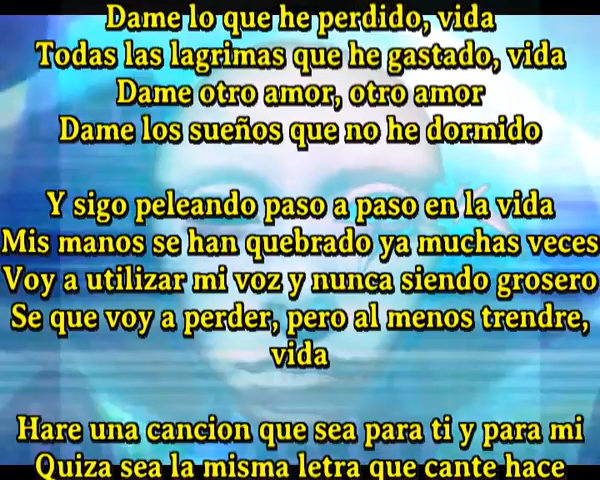 Dame lo que he perdido, vida
Todas las lagrimas que he gastado, vida
Dame otro amor, otro amor
Dame los sueños que no he dormido
Y sigo peleando paso a paso en la vida
Mis manos se han quebrado ya muchas veces
Voy a utilizar mi voz y nunca siendo grosero
Se que voy a perder, pero al menos trendre,
vida
Hare una cancion que sea para ti y para mi
Quiza sea la misma letra que cante hace